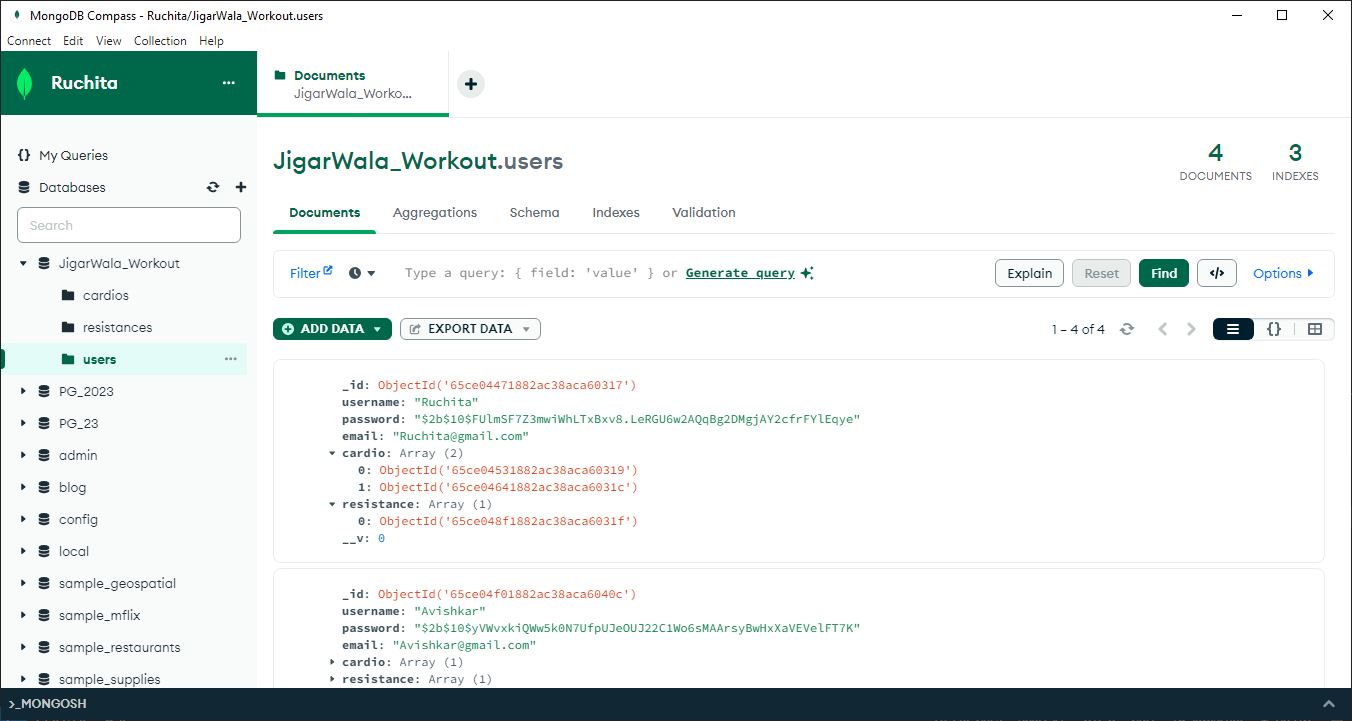 MongoDB Compass - Ruchita/JigarWala_Workout.users
Connect Edit View Collection Help
Ruchita
Documents
JigarWala_Worko...
My Queries
Databases
Search
JigarWala_Workout
cardios
resistances
users
PG_2023
PG_23
admin
blog
config
local
sample_geospatial
sample_mflix
sample_restaurants
sample_supplies
JigarWala_Workout.users
4
DOCUMENTS
3
INDEXES
Documents Aggregations Schema Indexes Validation
Filter Type a query: { field: 'value' } or Generate query Explain Reset Find </> Options
ADD DATA EXPORT DATA 1 – 4 of 4 {}
_id: ObjectId('65ce04471882ac38aca60317')
username: "Ruchita"
password: "$2b$10$FUlmSF7Z3mwiWhLTxBxv8.LeRGU6w2AQqBg2DMgjAY2cfrFYlEqye"
email: "Ruchita@gmail.com"
cardio: Array (2)
0: ObjectId('65ce04531882ac38aca60319')
1: ObjectId('65ce04641882ac38aca6031c')
resistance: Array (1)
0: ObjectId('65ce048f1882ac38aca6031f')
__v: 0
_id: ObjectId('65ce04f01882ac38aca6040c')
username: "Avishkar"
password: "$2b$10$yVWvxkiQWw5k0N7UfpUJeOUJ22C1Wo6sMAArsyBwHxXaVEVelFT7K"
email: "Avishkar@gmail.com"
cardio: Array (1)
resistance: Array (1)
>_MONGOSH